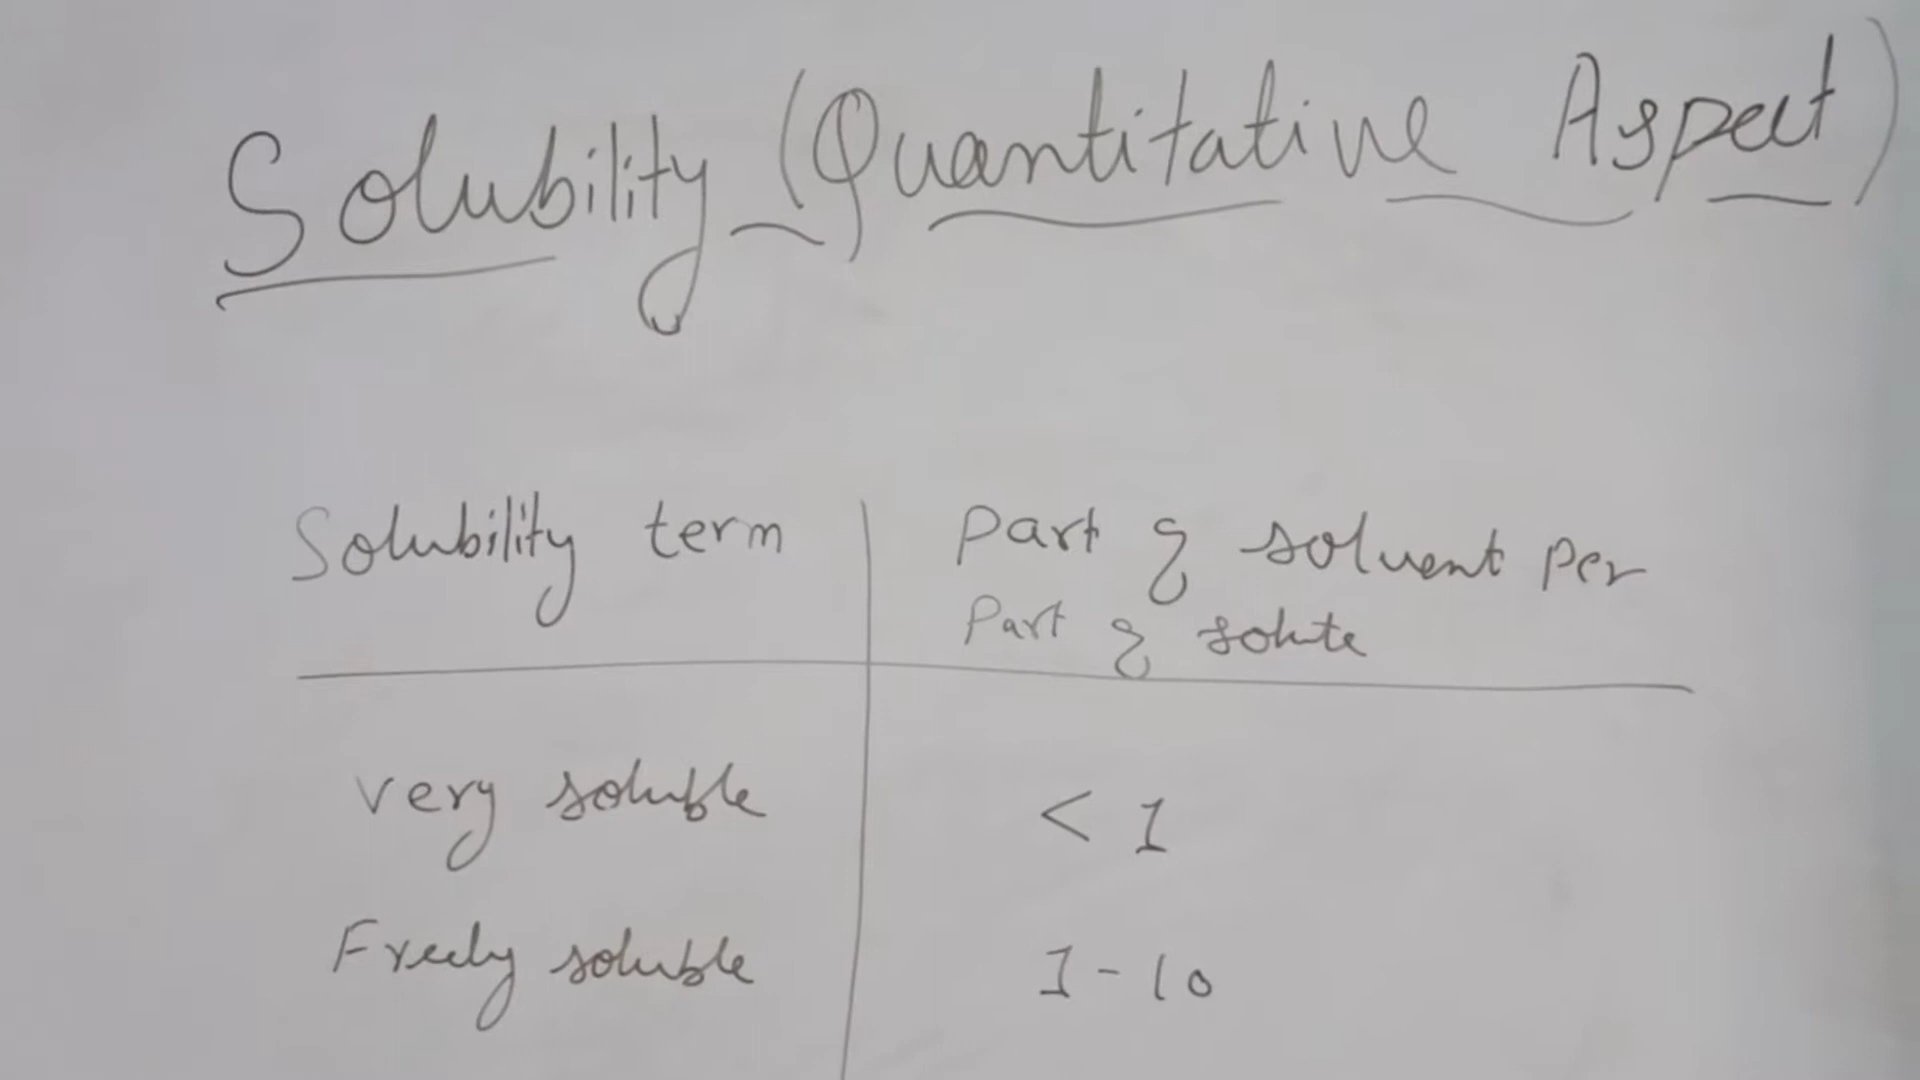 Solubility (Quantitative Aspect)
Solubility term
Part of solvent per
Part of solute
very soluble
< 1
Freely soluble
1-10